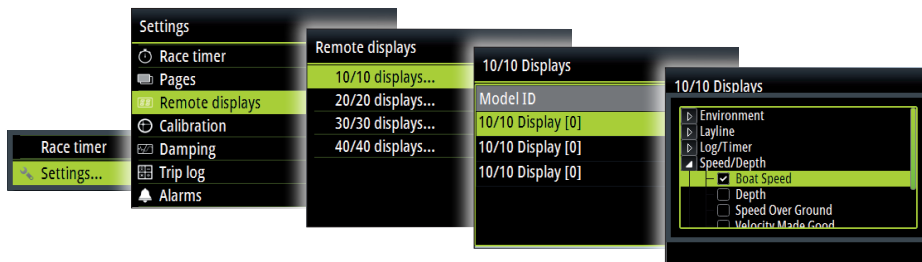 Race timer
Settings...
Settings
Race timer
Pages
Remote displays
Calibration
Damping
Trip log
Alarms
Remote displays
10/10 displays...
20/20 displays...
30/30 displays...
40/40 displays...
10/10 Displays
Model ID
10/10 Display [0]
10/10 Display [0]
10/10 Display [0]
10/10 Displays
Environment
Layline
Log/Timer
Speed/Depth
Boat Speed
Depth
Speed Over Ground
Velocity Made Good